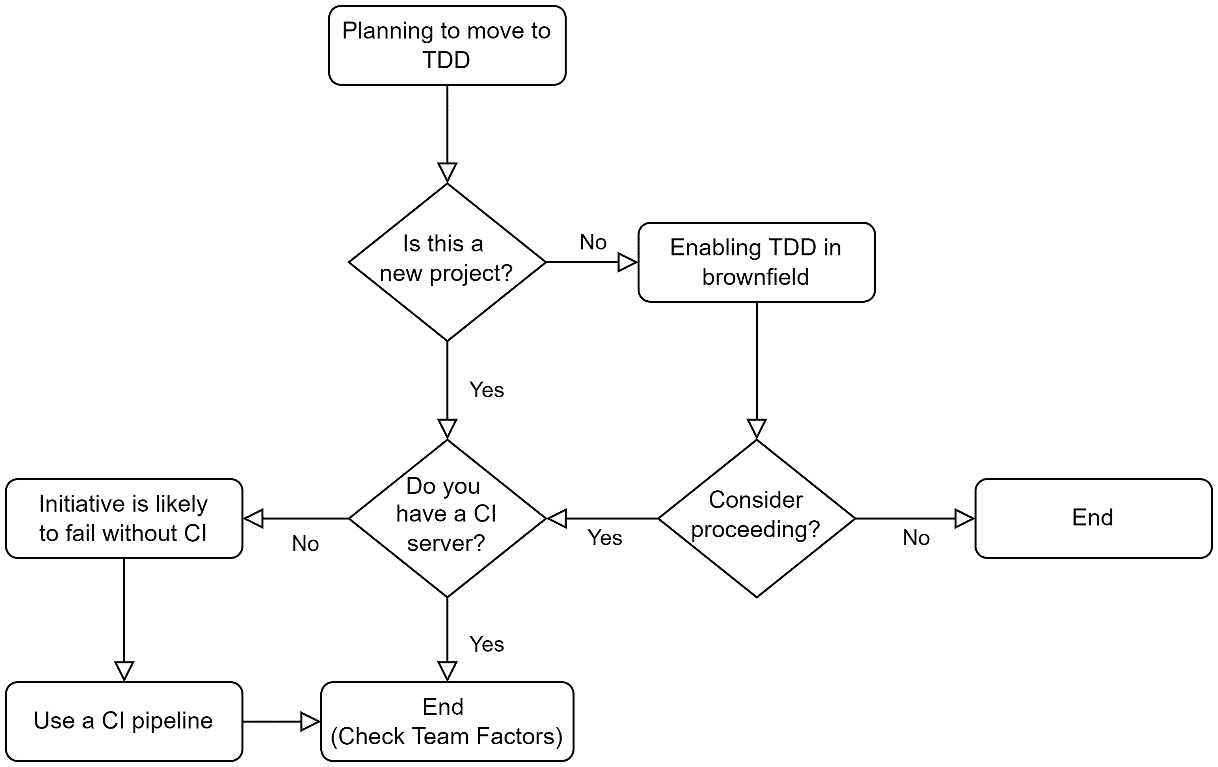 Planning to move to
TDD
Is this a
new project?
No
Enabling TDD in
brownfield
Yes
Initiative is likely
to fail without CI
No
Do you
have a CI
server?
Yes
Consider
proceeding?
No
End
Yes
Use a CI pipeline
End
(Check Team Factors)